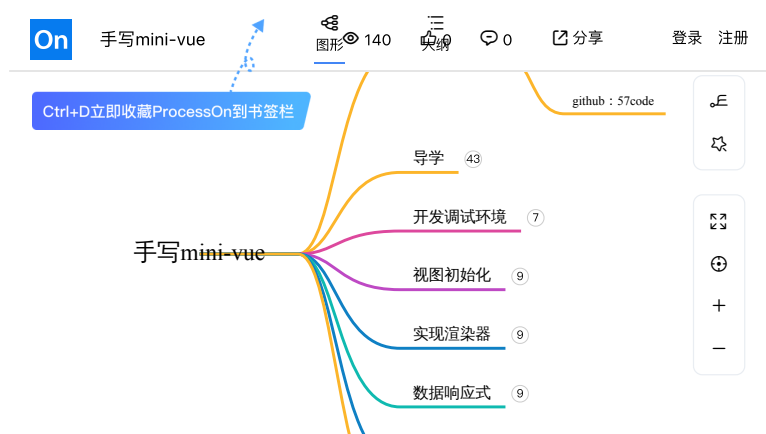 On
手写mini-vue
图形
140
大纲
0
0
分享
登录
注册
Ctrl+D立即收藏ProcessOn到书签栏
github：57code
导学
43
开发调试环境
7
手写mini-vue
视图初始化
9
实现渲染器
9
数据响应式
9